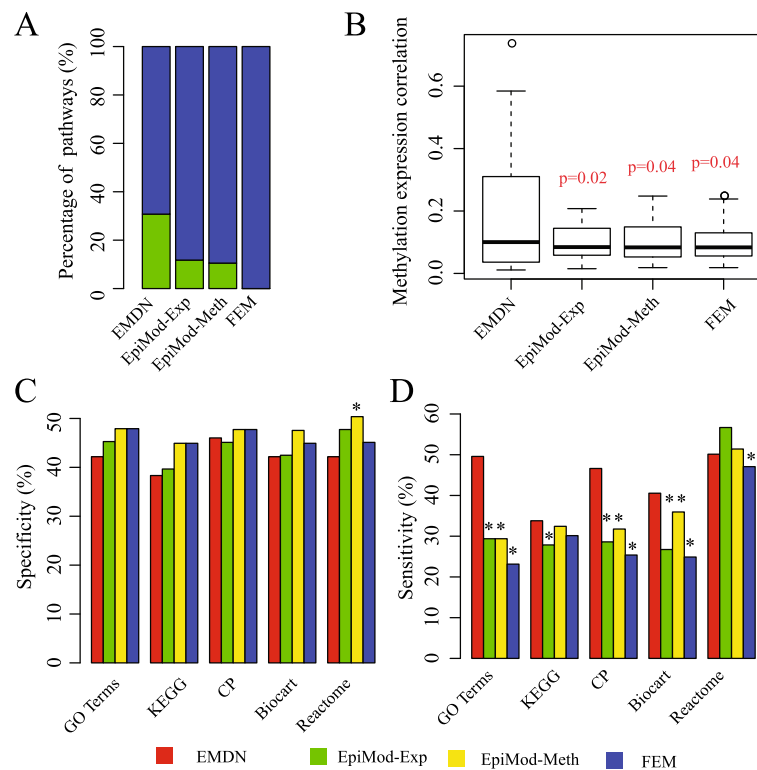 A
Percentage of pathways (%)
0 20 40 60 80 100
EMDN
EpiMod-Exp
EpiMod-Meth
FEM
B
Methylation expression correlation
0.0 0.2 0.4 0.6
p=0.02
p=0.04
p=0.04
EMDN
EpiMod-Exp
EpiMod-Meth
FEM
C
Specificity (%)
0 10 20 30 40 50
*
GO Terms
KEGG
CP
Biocart
Reactome
D
Sensitivity (%)
0 10 20 30 40 50 60
* * *
*
* * *
* * *
*
GO Terms
KEGG
CP
Biocart
Reactome
EMDN
EpiMod-Exp
EpiMod-Meth
FEM